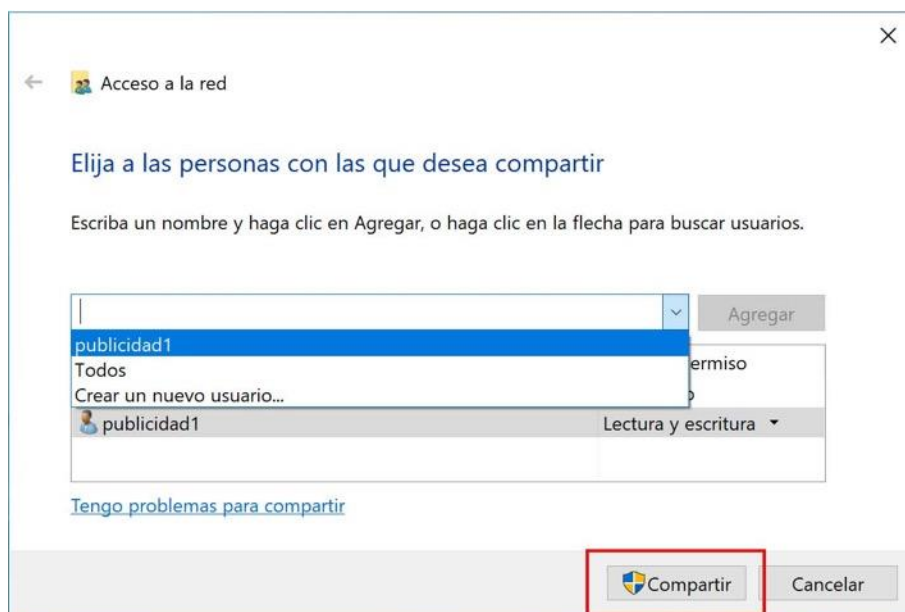 Acceso a la red
Elija a las personas con las que desea compartir
Escriba un nombre y haga clic en Agregar, o haga clic en la flecha para buscar usuarios.
Agregar
publicidad1
Todos
ermiso
Crear un nuevo usuario...
publicidad1 Lectura y escritura
Tengo problemas para compartir
Compartir Cancelar